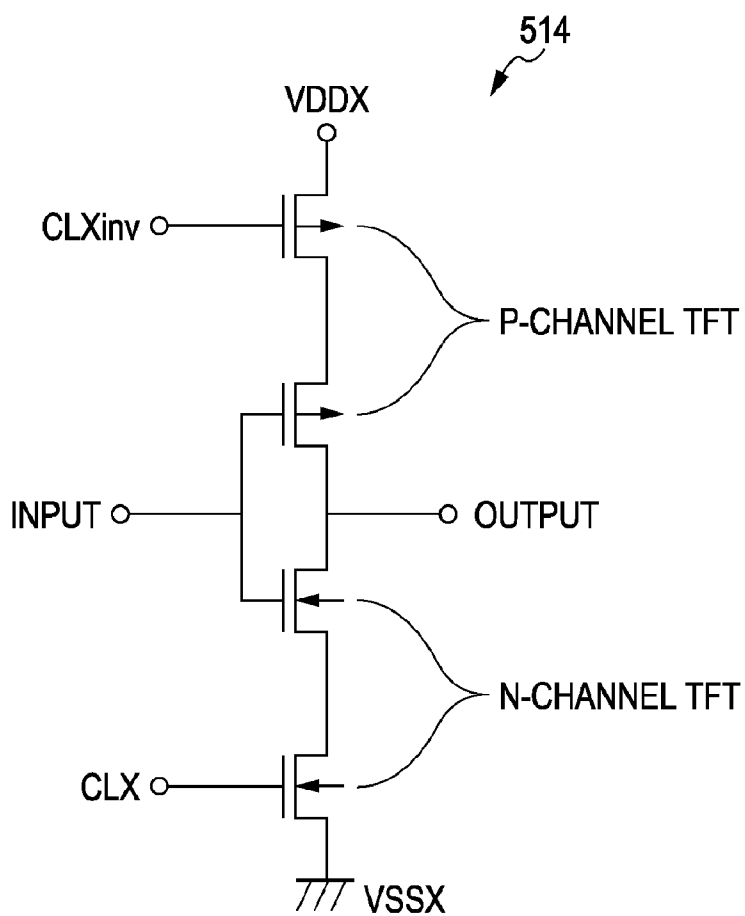 514
VDDX
CLXinv
P-CHANNEL TFT
INPUT
OUTPUT
N-CHANNEL TFT
CLX
VSSX